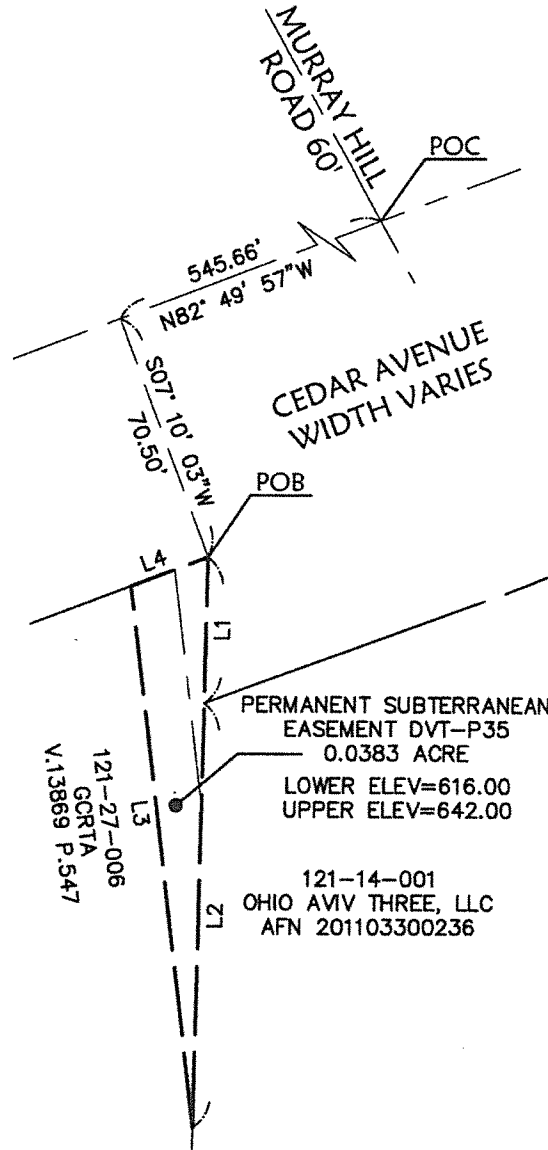 MURRAY HILL
ROAD 60'
POC
545.66'
N82° 49' 57"W
S07° 10' 03"W
70.50'
CEDAR AVENUE
WIDTH VARIES
POB
L4
L1
PERMANENT SUBTERRANEAN
EASEMENT DVT-P35
0.0383 ACRE
LOWER ELEV=616.00
UPPER ELEV=642.00
L3
121-27-006
GCRTA
V.13869 P.547
L2
121-14-001
OHIO AVIV THREE, LLC
AFN 201103300236